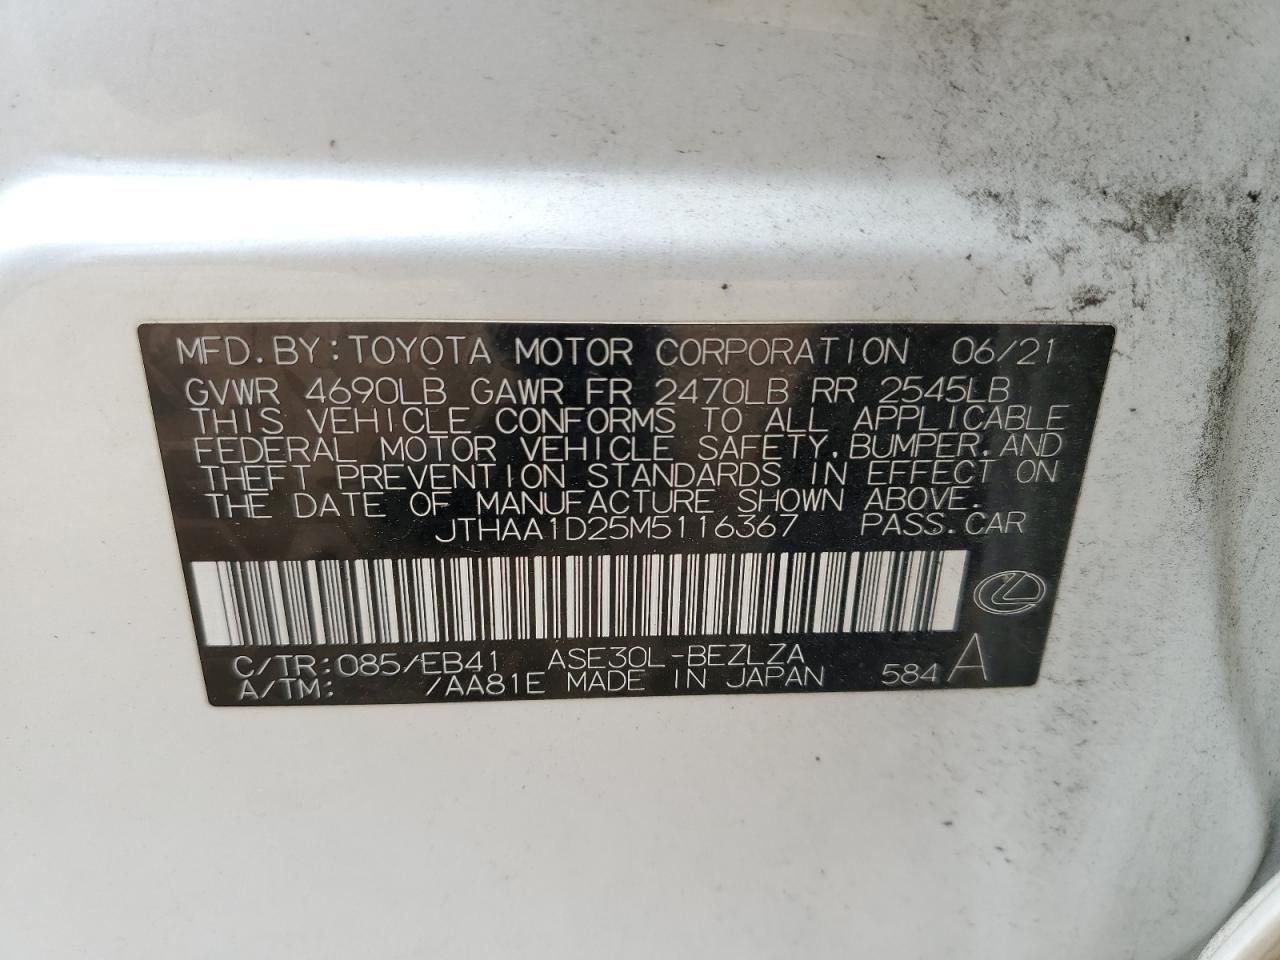 MFD.BY:TOYOTA MOTOR CORPORATION 06/21
GVWR 4690LB GAWR FR 2470LB RR 2545LB
THIS VEHICLE CONFORMS TO ALL APPLICABLE
FEDERAL MOTOR VEHICLE SAFETY,BUMPER,AND
THEFT PREVENTION STANDARDS IN EFFECT ON
THE DATE OF MANUFACTURE SHOWN ABOVE.
JTHAA1D25M5116367 PASS.CAR
C/TR:085/EB41 ASE30L-BEZLZA
A/TM: /AA81E MADE IN JAPAN 584 A